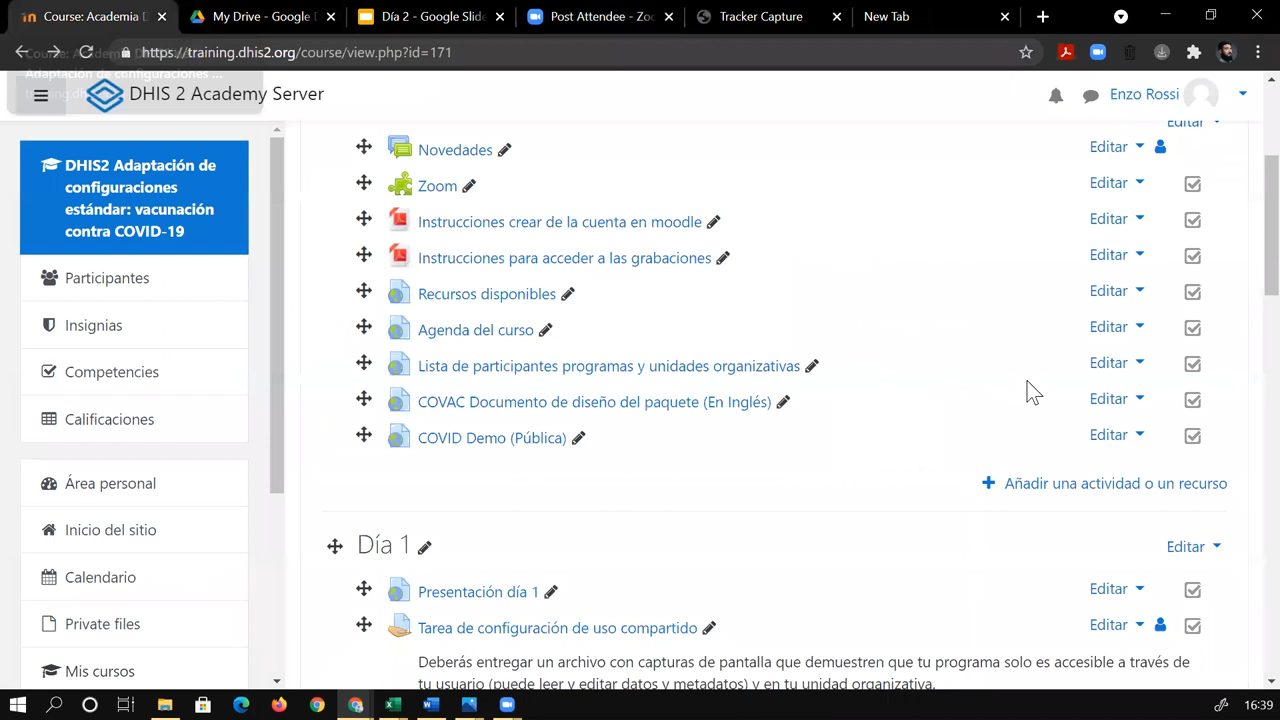 Course: Academia D
My Drive - Google D
Día 2 - Google Slide
Post Attendee - Zoo
Tracker Capture
New Tab
https://training.dhis2.org/course/view.php?id=171
Adaptación de configuraciones ...
DHIS 2 Academy Server
Enzo Rossi
DHIS2 Adaptación de
configuraciones
estándar: vacunación
contra COVID-19
Participantes
Insignias
Competencies
Calificaciones
Área personal
Inicio del sitio
Calendario
Private files
Mis cursos
Editar
Novedades
Editar
Zoom
Editar
Instrucciones crear de la cuenta en moodle
Editar
Instrucciones para acceder a las grabaciones
Editar
Recursos disponibles
Editar
Agenda del curso
Editar
Lista de participantes programas y unidades organizativas
Editar
COVAC Documento de diseño del paquete (En Inglés)
Editar
COVID Demo (Pública)
Editar
Añadir una actividad o un recurso
Día 1
Editar
Presentación día 1
Editar
Tarea de configuración de uso compartido
Editar
Deberás entregar un archivo con capturas de pantalla que demuestren que tu programa solo es accesible a través de
tu usuario (puede leer y editar datos y metadatos) y en tu unidad organizativa.
16:39